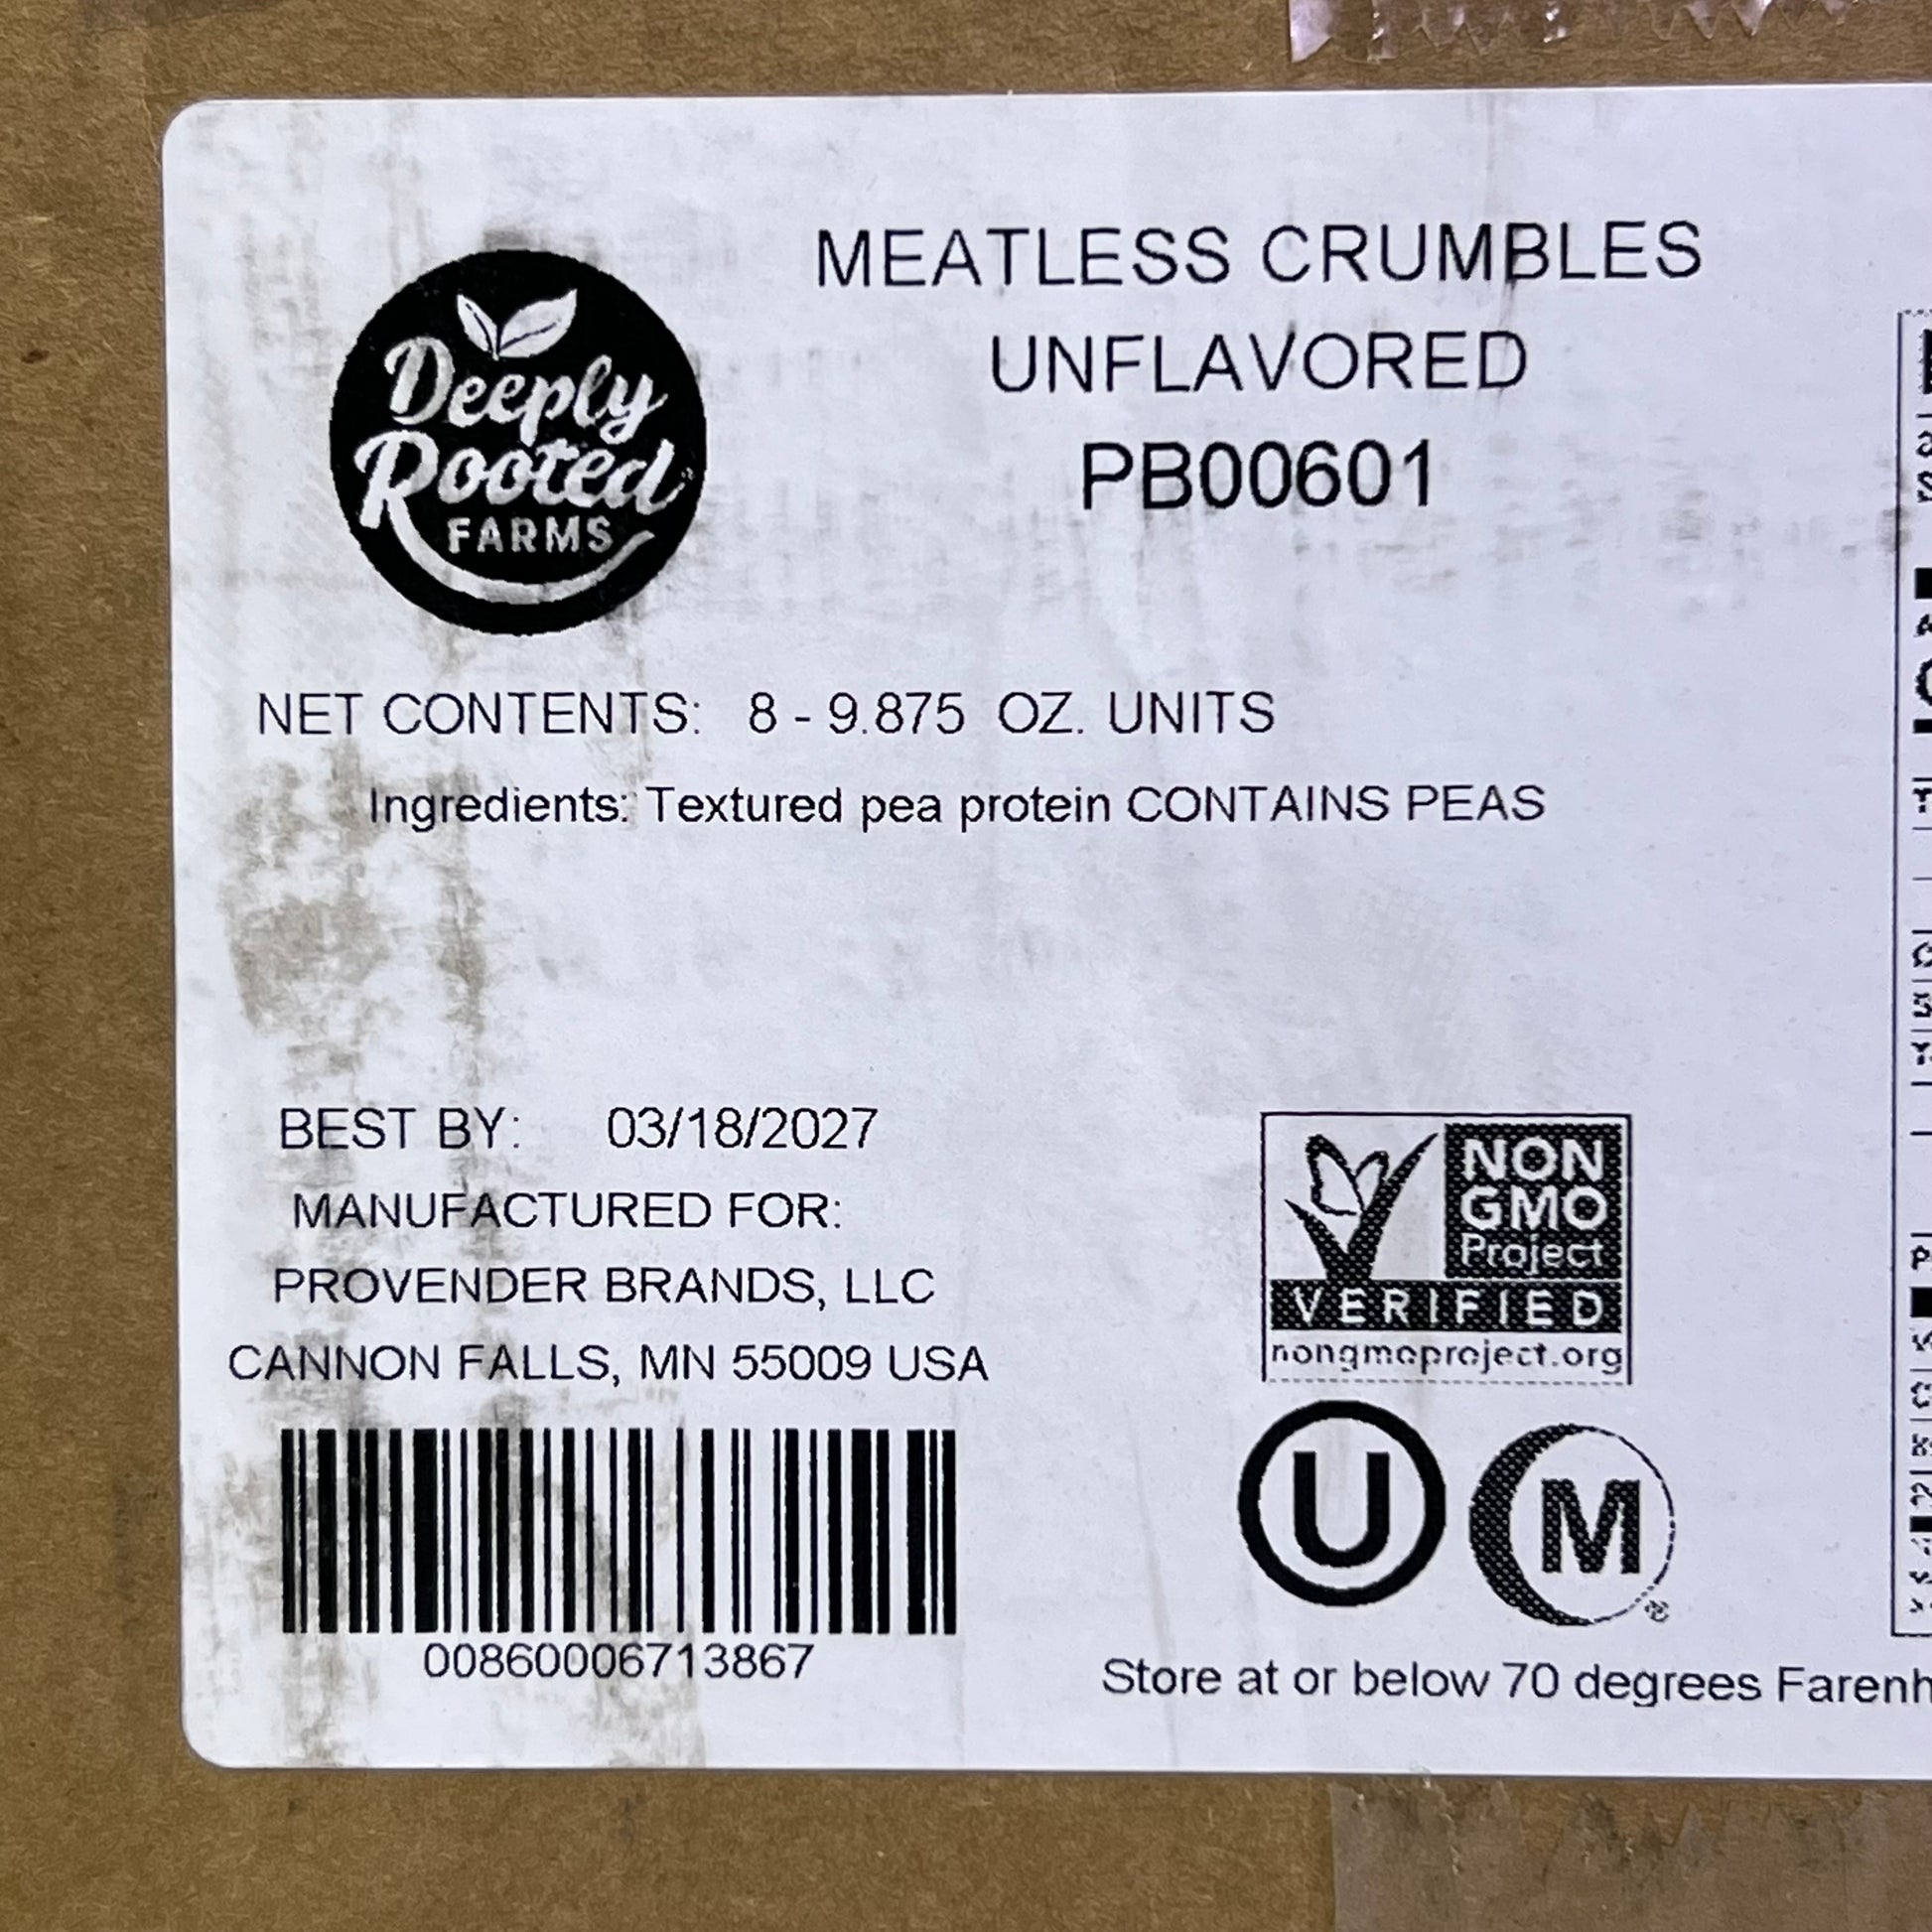 Deeply
Rooted
FARMS
MEATLESS CRUMBLES
UNFLAVORED
PB00601
NET CONTENTS: 8 - 9.875 OZ. UNITS
Ingredients: Textured pea protein CONTAINS PEAS
BEST BY: 03/18/2027
MANUFACTURED FOR:
PROVENDER BRANDS, LLC
CANNON FALLS, MN 55009 USA
00860006713867
NON
GMO
Project
VERIFIED
nongmoproject.org
U
M
®
Store at or below 70 degrees Farenh